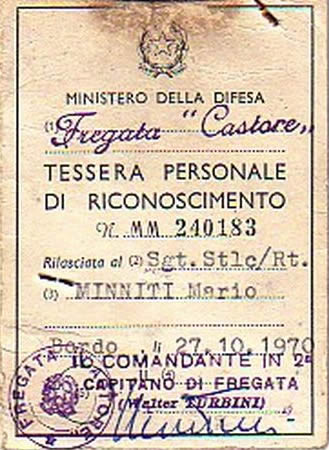 MINISTERO DELLA DIFESA
(1) Fregata "Castore"
TESSERA PERSONALE
DI RICONOSCIMENTO
N. MM 240183
Rilasciata al (2) Sgt. Stlc/Rt.
(3) MINNITI Mario
Bordo li 27.10.1970
IL COMANDANTE IN 2ª
CAPITANO DI FREGATA
(Walter TURBINI)
FREGATA CASTORE